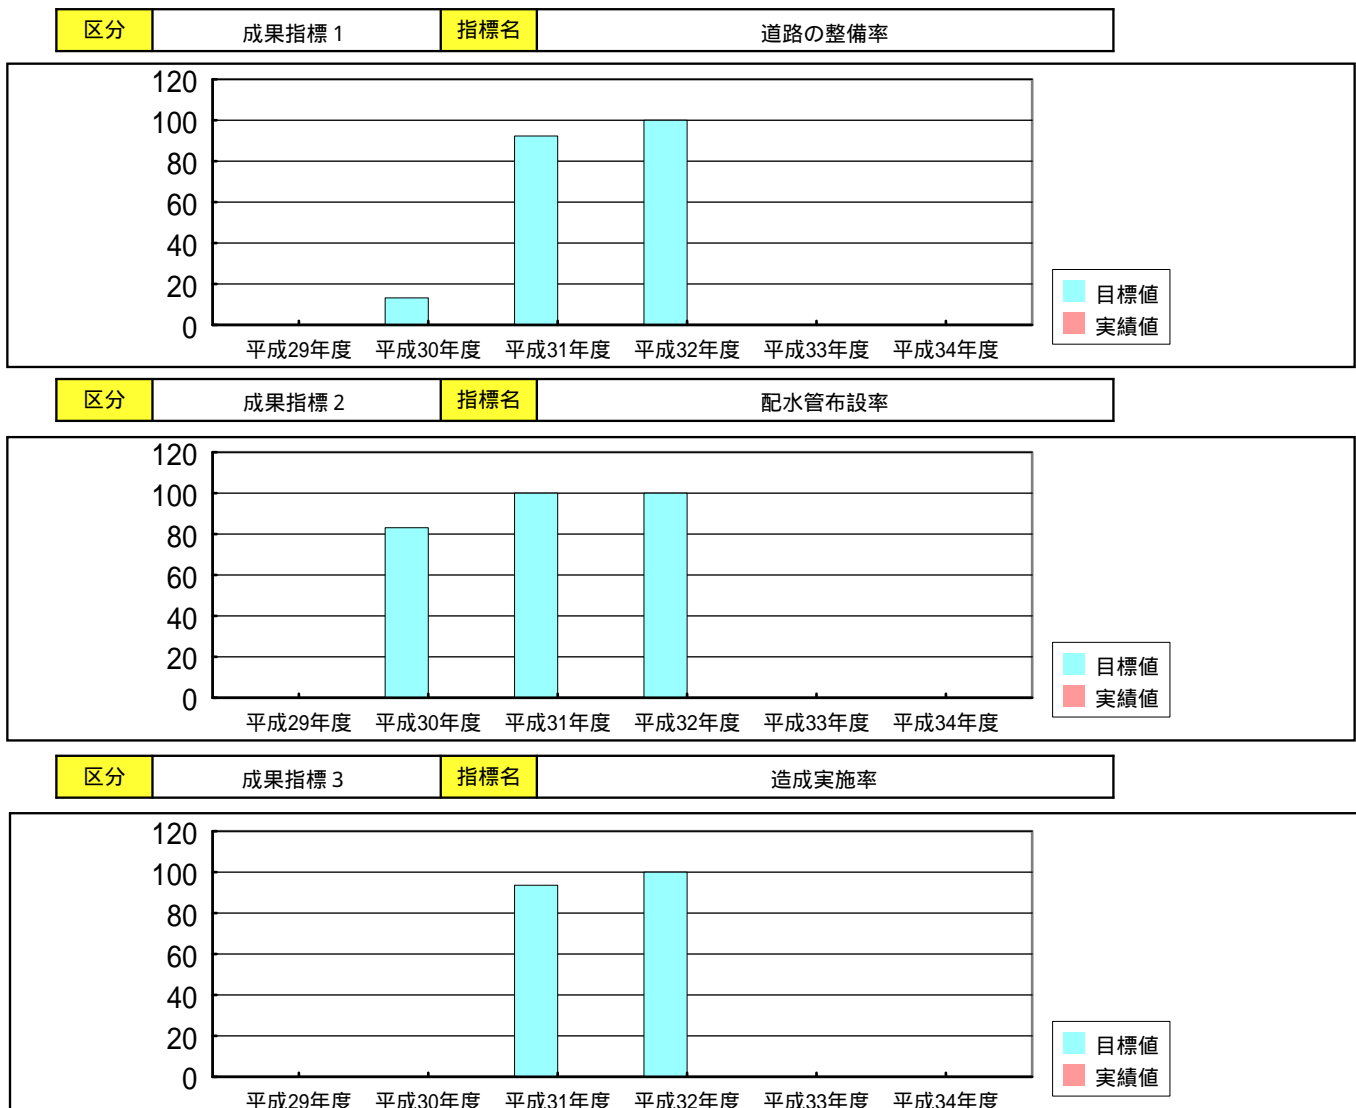 区分 成果指標1 指標名 道路の整備率
120
100
80
60
40
20
0
平成29年度 平成30年度 平成31年度 平成32年度 平成33年度 平成34年度
目標値
実績値
区分 成果指標2 指標名 配水管布設率
120
100
80
60
40
20
0
平成29年度 平成30年度 平成31年度 平成32年度 平成33年度 平成34年度
目標値
実績値
区分 成果指標3 指標名 造成実施率
120
100
80
60
40
20
0
平成29年度 平成30年度 平成31年度 平成32年度 平成33年度 平成34年度
目標値
実績値